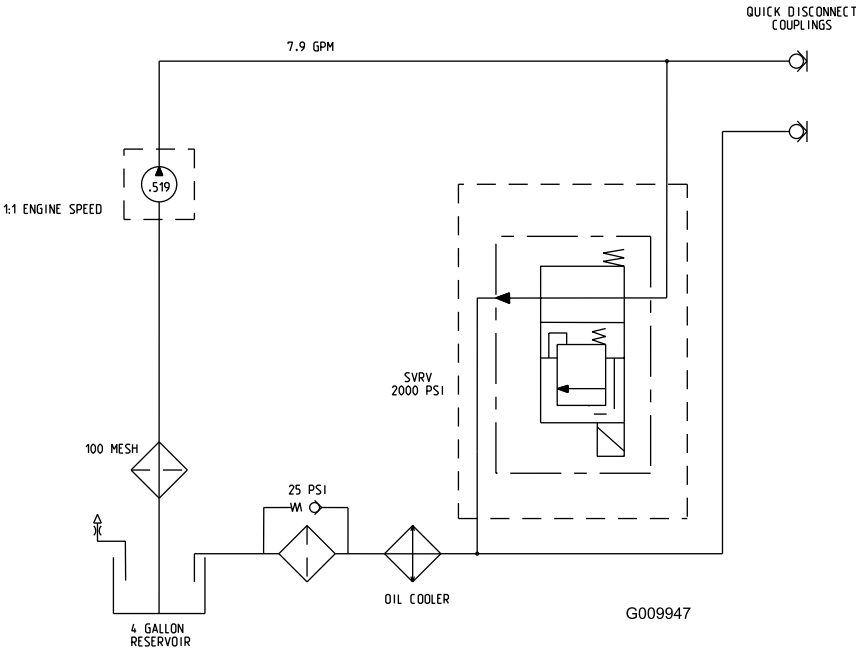 QUICK DISCONNECT
COUPLINGS
7.9 GPM
.519
1:1 ENGINE SPEED
SVRV
2000 PSI
100 MESH
25 PSI
OIL COOLER
G009947
4 GALLON
RESERVOIR